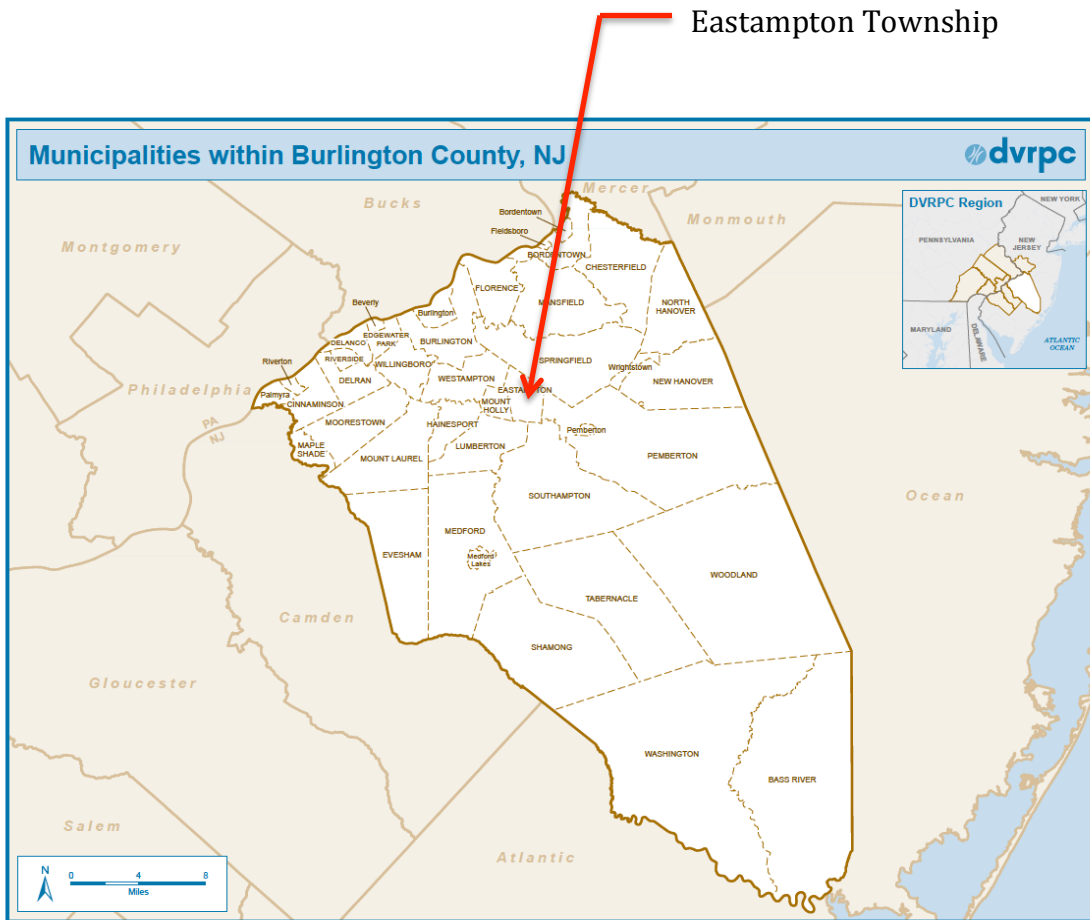 Eastampton Township
Municipalities within Burlington County, NJ
dvrpc
Mercer
Bucks
Monmouth
Montgomery
DVRPC Region
NEW YORK
PENNSYLVANIA
NEW
JERSEY
MARYLAND
DELAWARE
ATLANTIC
OCEAN
Bordentown
Fieldsboro
BORDENTOWN
CHESTERFIELD
FLORENCE
MANSFIELD
NORTH
HANOVER
Beverly
Burlington
EDGEWATER
PARK
DELANCO
BURLINGTON
RIVERSIDE
WILLINGBORO
SPRINGFIELD
Riverton
Wrightstown
DELRAN
WESTAMPTON
NEW HANOVER
Philadelphia
Palmyra
CINNAMINSON
EASTAMPTON
MOUNT
HOLLY
PA
NJ
MOORESTOWN
HAINESPORT
Pemberton
MAPLE
SHADE
MOUNT LAUREL
LUMBERTON
PEMBERTON
Ocean
SOUTHAMPTON
MEDFORD
EVESHAM
Medford
Lakes
WOODLAND
TABERNACLE
Camden
SHAMONG
Gloucester
WASHINGTON
BASS RIVER
Salem
Atlantic
N
0 4 8
Miles